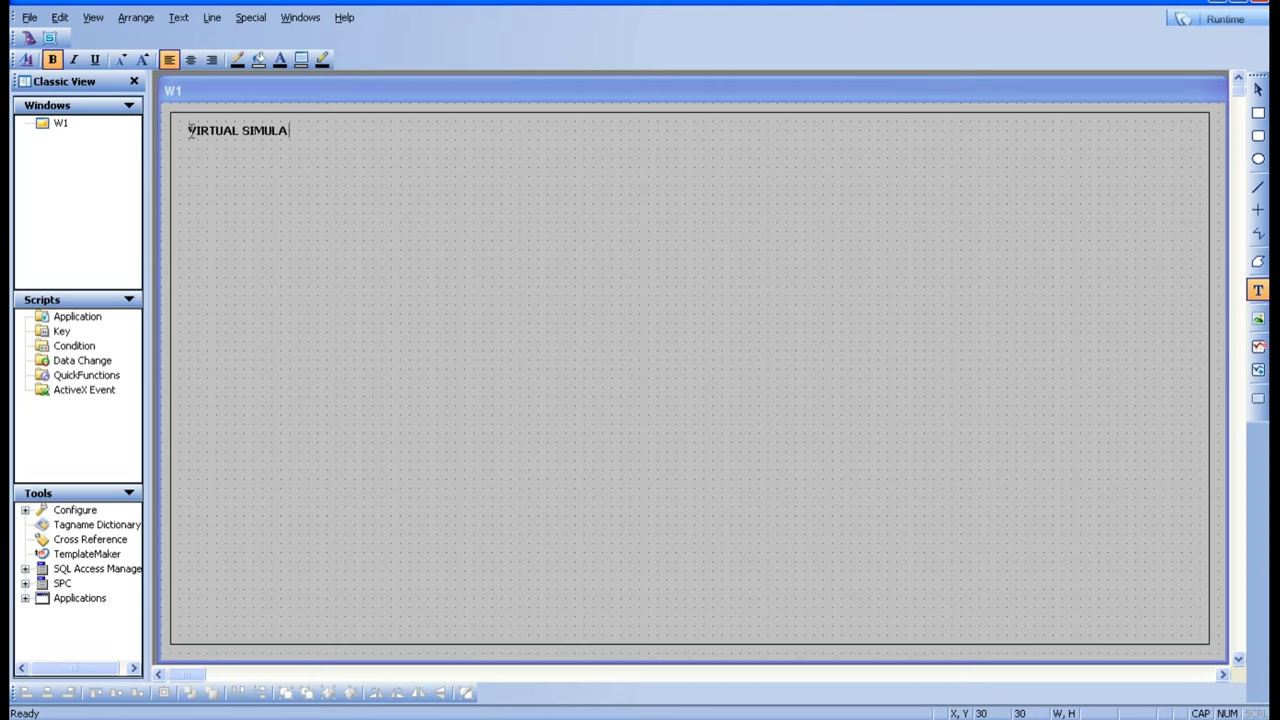 File Edit View Arrange Text Line Special Windows Help
Runtime
B I U A A A
Classic View
Windows
W1
Scripts
Application
Key
Condition
Data Change
QuickFunctions
ActiveX Event
Tools
Configure
Tagname Dictionary
Cross Reference
TemplateMaker
SQL Access Manage
SPC
Applications
W1
VIRTUAL SIMULA
T
Ready
X, Y 30 30 W, H CAP NUM SCRL